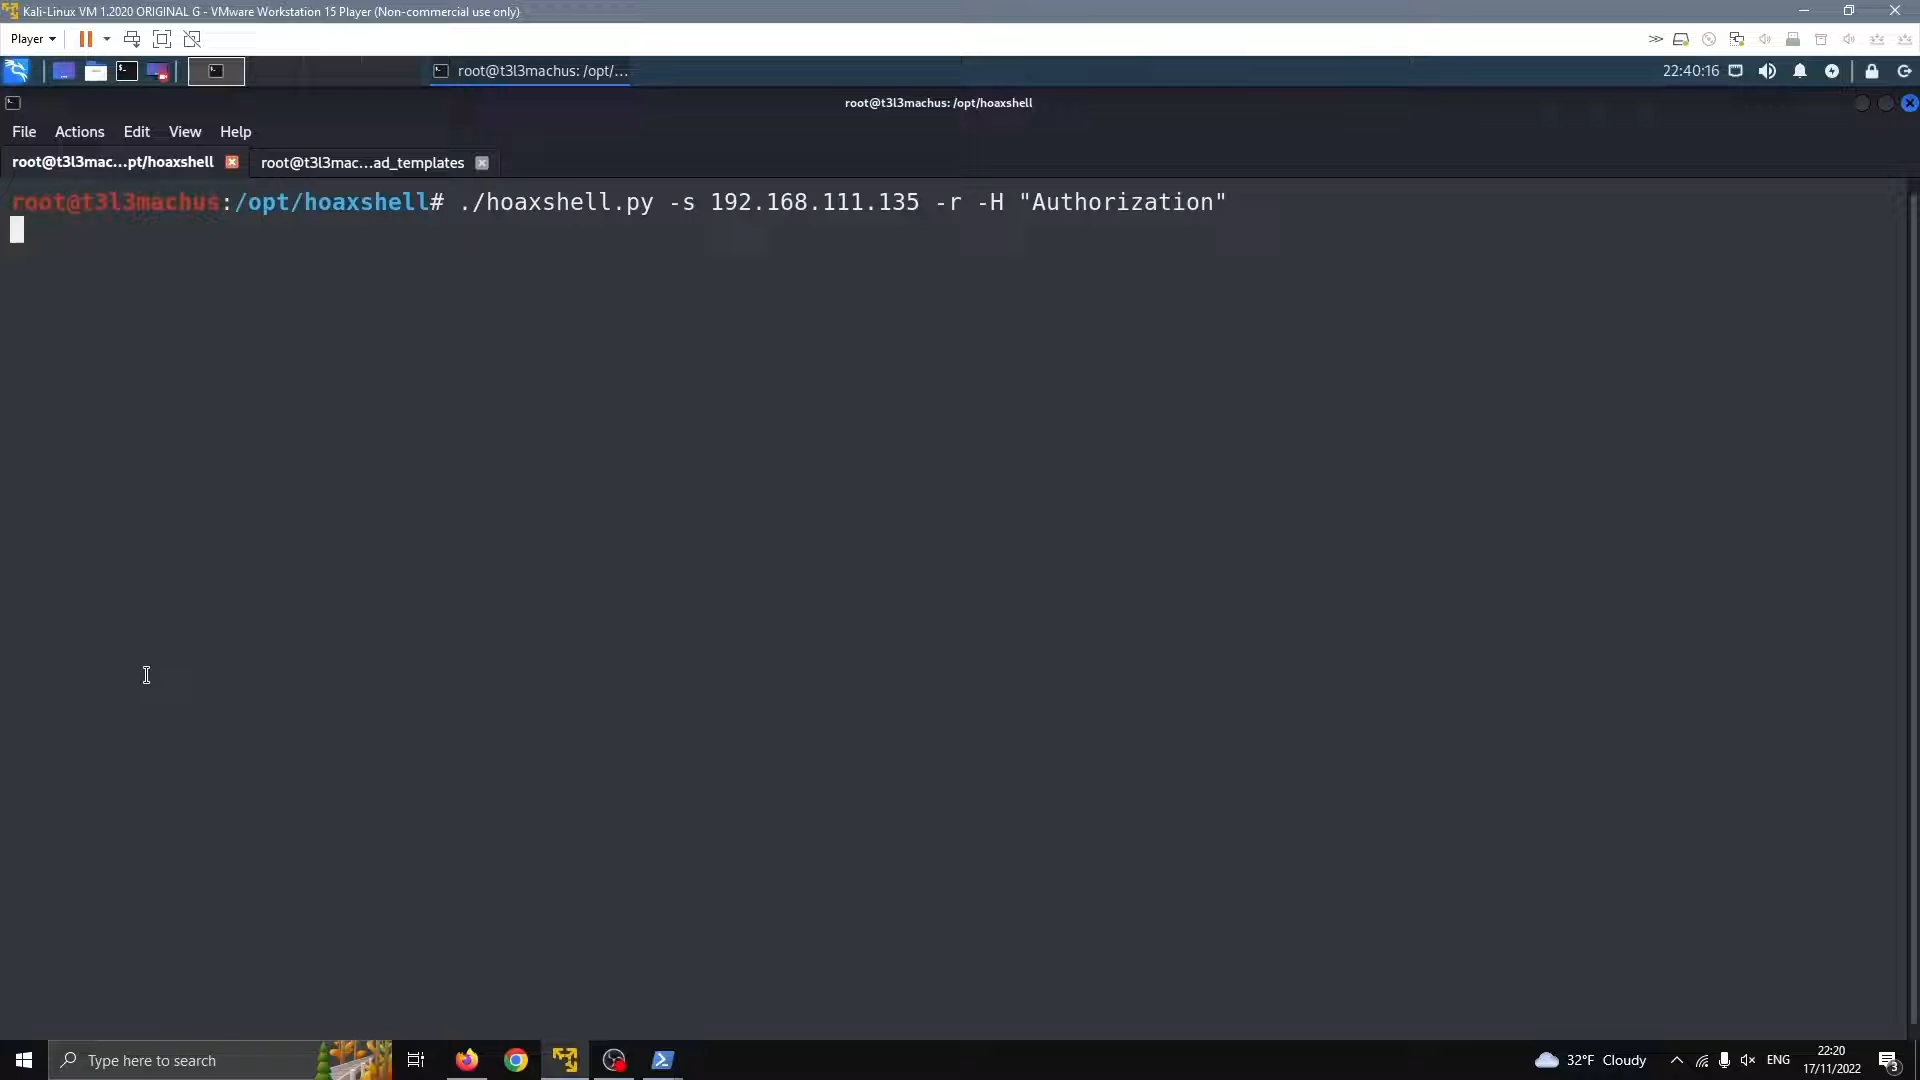 Kali-Linux VM 1.2020 ORIGINAL G - VMware Workstation 15 Player (Non-commercial use only)
Player
root@t3l3machus: /opt/...
22:40:16
root@t3l3machus: /opt/hoaxshell
File Actions Edit View Help
root@t3l3mac...pt/hoaxshell
root@t3l3mac...ad_templates
root@t3l3machus:/opt/hoaxshell# ./hoaxshell.py -s 192.168.111.135 -r -H "Authorization"
Type here to search
32°F Cloudy
ENG
22:20
17/11/2022
3